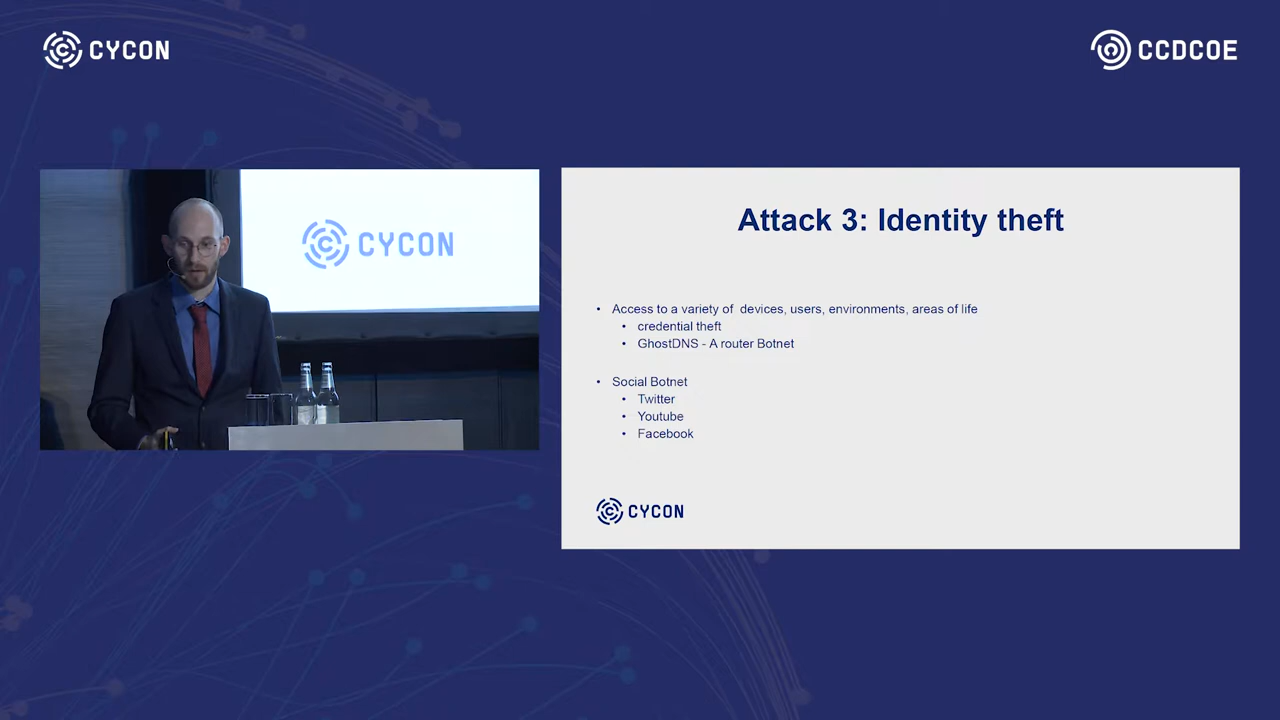 CYCON
CCDCOE
CYCON
Attack 3: Identity theft
• Access to a variety of devices, users, environments, areas of life
• credential theft
• GhostDNS - A router Botnet
• Social Botnet
• Twitter
• Youtube
• Facebook
CYCON